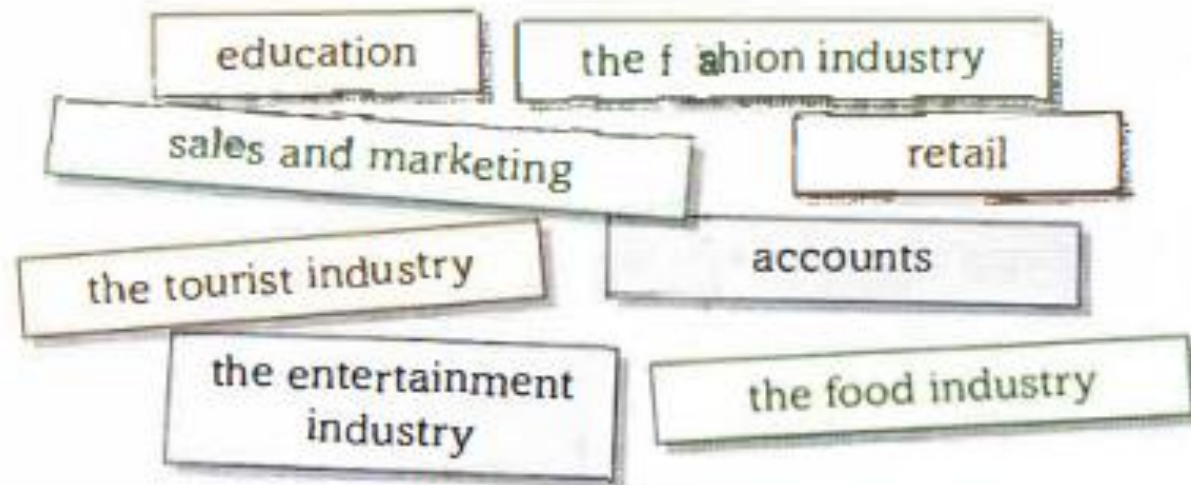 education
the f ahion industry
sales and marketing
retail
the tourist industry
accounts
the entertainment
industry
the food industry